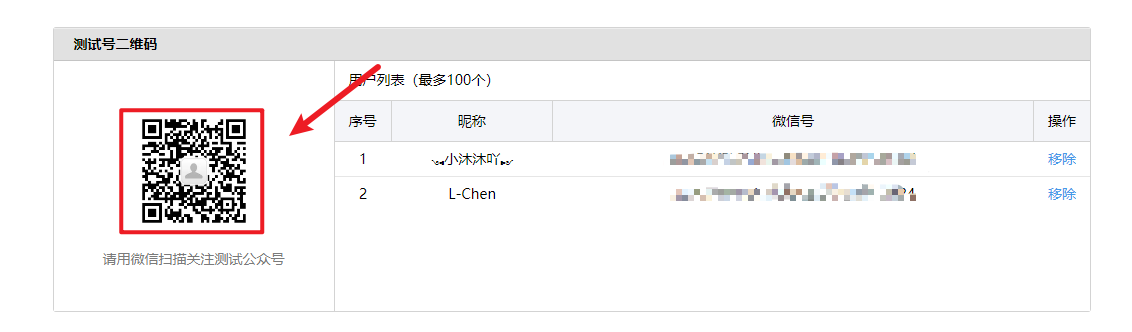 测试号二维码
用户列表（最多100个）
序号 昵称 微信号 操作
1 小沐沐吖 移除
2 L-Chen 移除
请用微信扫描关注测试公众号